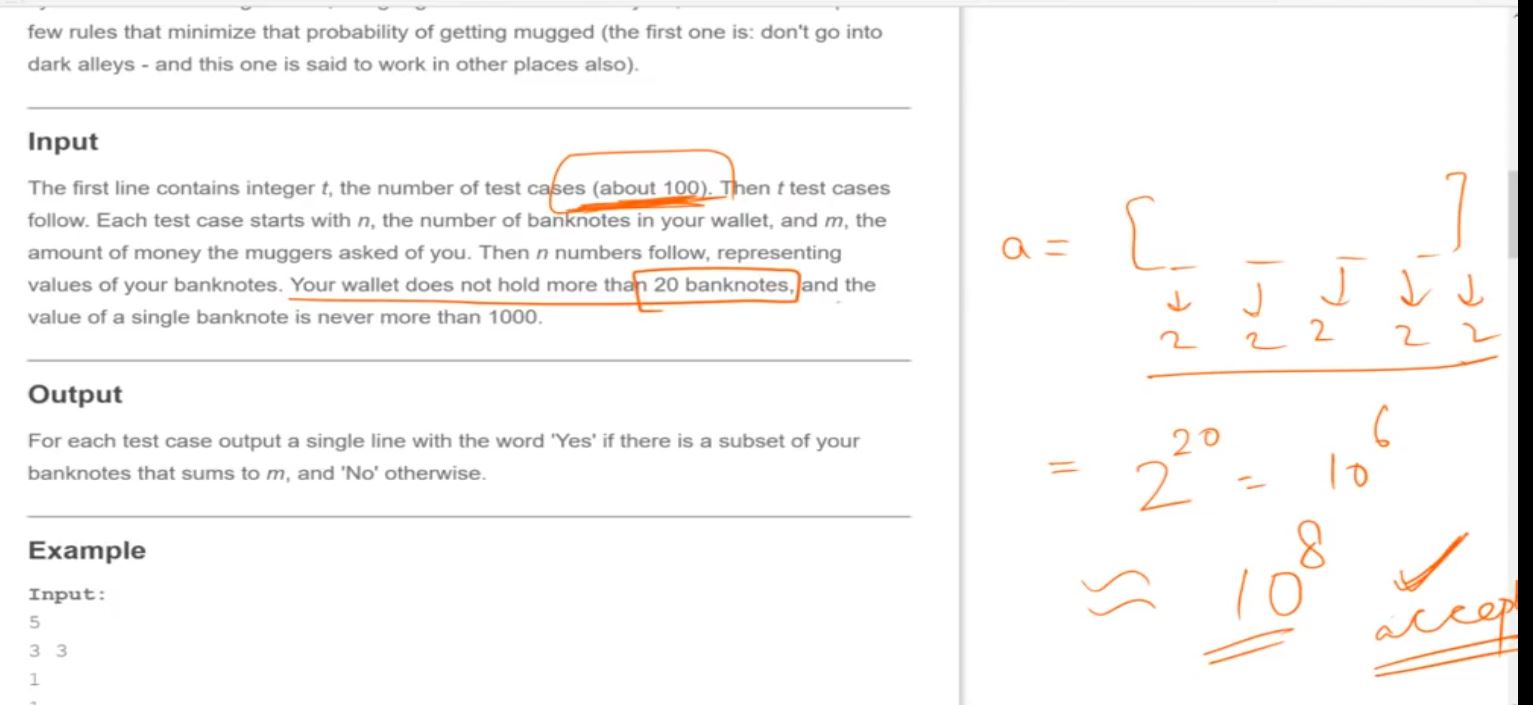 few rules that minimize that probability of getting mugged (the first one is: don't go into
dark alleys - and this one is said to work in other places also).
Input
The first line contains integer t, the number of test cases (about 100). Then t test cases
follow. Each test case starts with n, the number of banknotes in your wallet, and m, the
amount of money the muggers asked of you. Then n numbers follow, representing
values of your banknotes. Your wallet does not hold more than 20 banknotes, and the
value of a single banknote is never more than 1000.
Output
For each test case output a single line with the word 'Yes' if there is a subset of your
banknotes that sums to m, and 'No' otherwise.
Example
Input:
5
3 3
1
a = [ _ _ _ _ ]
↓ ↓ ↓ ↓ ↓
2 2 2 2 2
= 2^20 = 10^6
≈ 10^8 ✓
accep